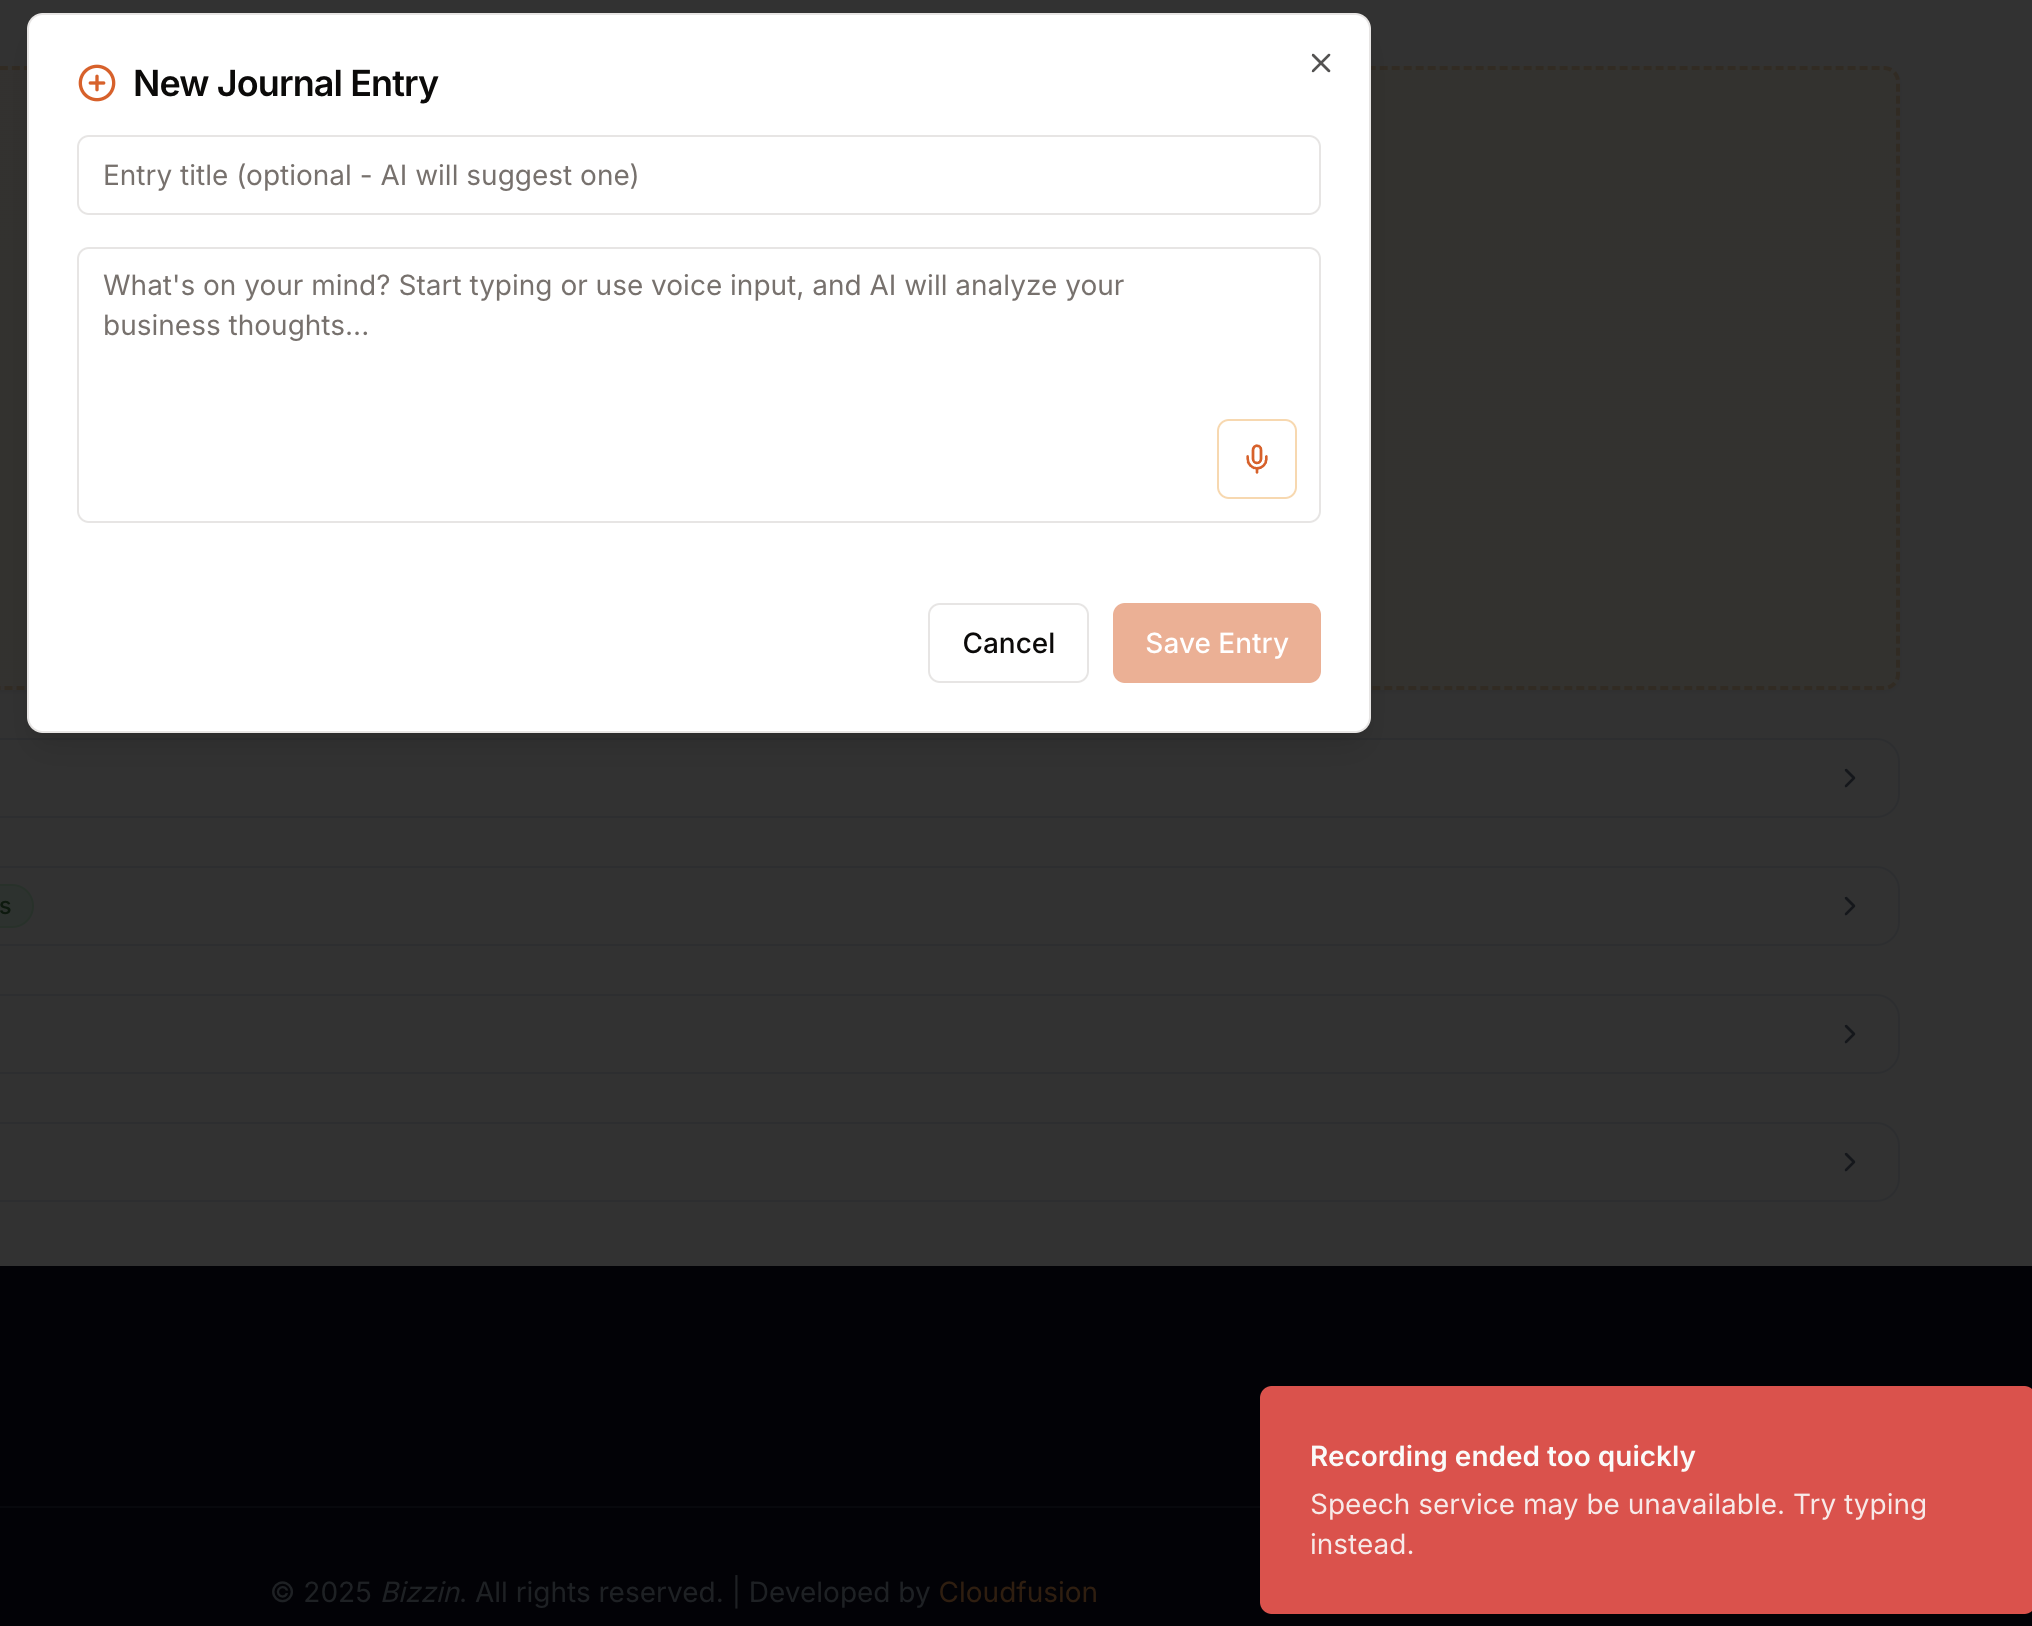 New Journal Entry
Entry title (optional - AI will suggest one)
What's on your mind? Start typing or use voice input, and AI will analyze your
business thoughts...
Cancel
Save Entry
s
Recording ended too quickly
Speech service may be unavailable. Try typing
instead.
© 2025 Bizzin. All rights reserved. | Developed by Cloudfusion